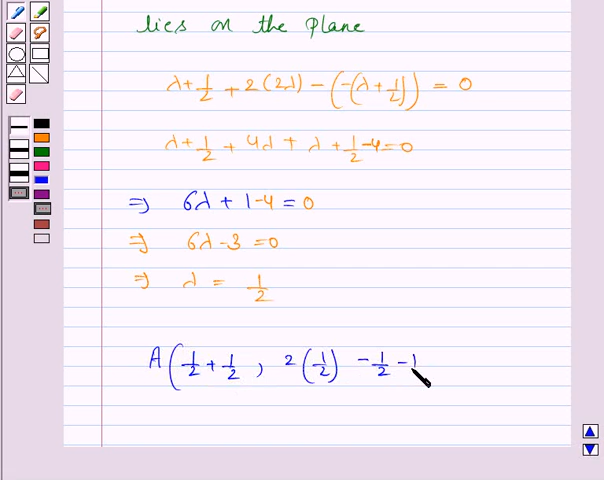 lies on the plane
λ + 1/2 + 2(2λ) - (-(λ + 1/2)) = 0
λ + 1/2 + 4λ + λ + 1/2 - 4 = 0
⇒ 6λ + 1 - 4 = 0
⇒ 6λ - 3 = 0
⇒ λ = 1/2
A(1/2 + 1/2, 2(1/2) -1/2 - 1